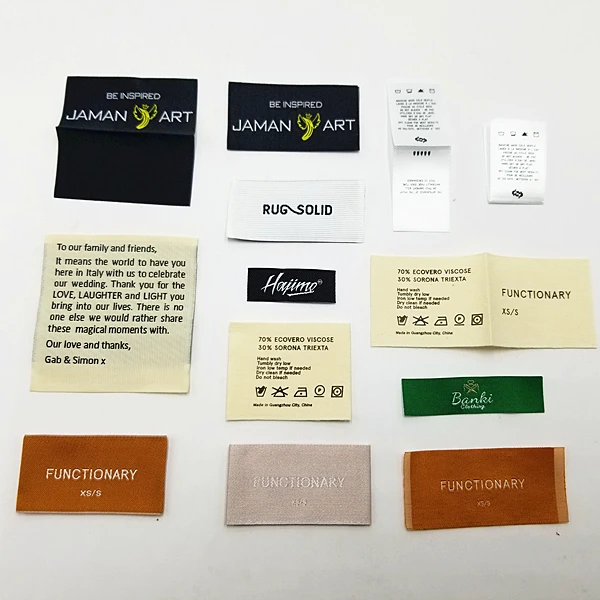 BE INSPIRED
JAMAN ART
BE INSPIRED
JAMAN ART
RUG SOLID
To our family and friends,
It means the world to have you
here in Italy with us to celebrate
our wedding. Thank you for the
LOVE, LAUGHTER and LIGHT you
bring into our lives. There is no
one else we would rather share
these magical moments with.
Our love and thanks,
Gab & Simon x
Hajime®
70% ECOVERO VISCOSE
30% SORONA TRIEXTA
Hand wash
Tumbly dry low
Iron low temp if needed
Dry clean if needed
Do not bleach
Made in Guangzhou City, China
FUNCTIONARY
XS/S
70% ECOVERO VISCOSE
30% SORONA TRIEXTA
Hand wash
Tumbly dry low
Iron low temp if needed
Dry clean if needed
Do not bleach
Made in Guangzhou City, China
Banki
Clothing
FUNCTIONARY
XS/S
FUNCTIONARY
XS/S
FUNCTIONARY
XS/S